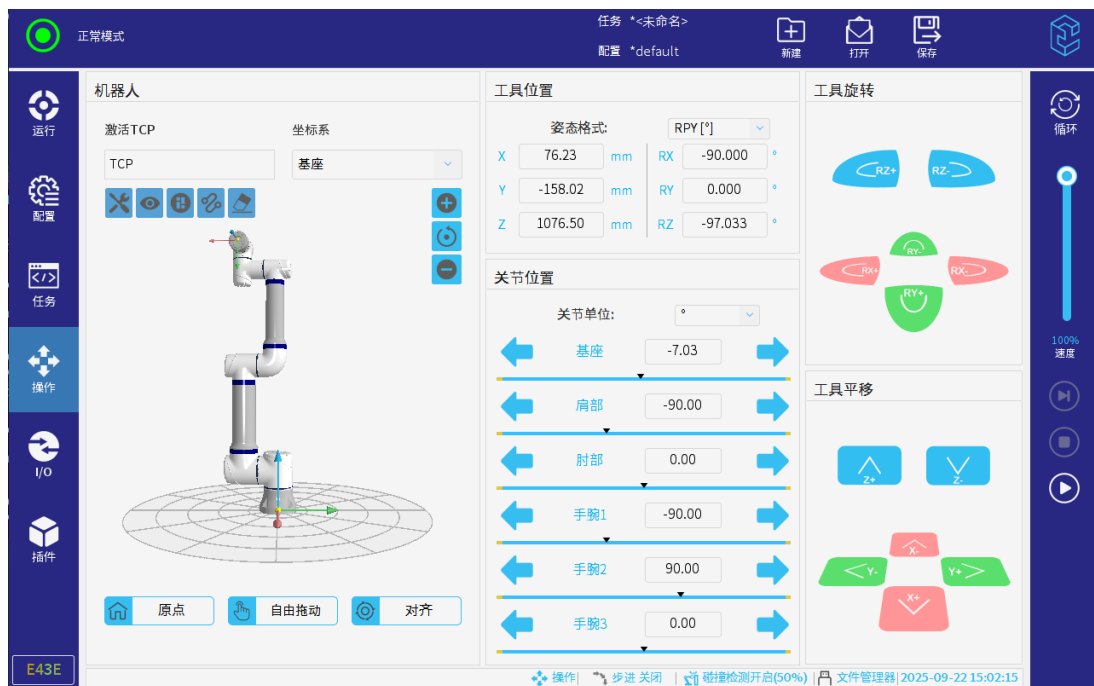 正常模式
任务 *<未命名>
配置 *default
新建
打开
保存
运行
配置
任务
操作
I/O
插件
E43E
机器人
激活TCP
坐标系
TCP
基座
原点
自由拖动
对齐
工具位置
姿态格式:
RPY[°]
X 76.23 mm RX -90.000 °
Y -158.02 mm RY 0.000 °
Z 1076.50 mm RZ -97.033 °
关节位置
关节单位: °
基座 -7.03
肩部 -90.00
肘部 0.00
手腕1 -90.00
手腕2 90.00
手腕3 0.00
工具旋转
RZ+ RZ-
RY-
RX+ RX-
RY+
工具平移
Z+ Z-
X-
Y- Y+
X+
循环
100%
速度
操作| 步进 关闭 | 碰撞检测开启(50%) | 文件管理器| 2025-09-22 15:02:15